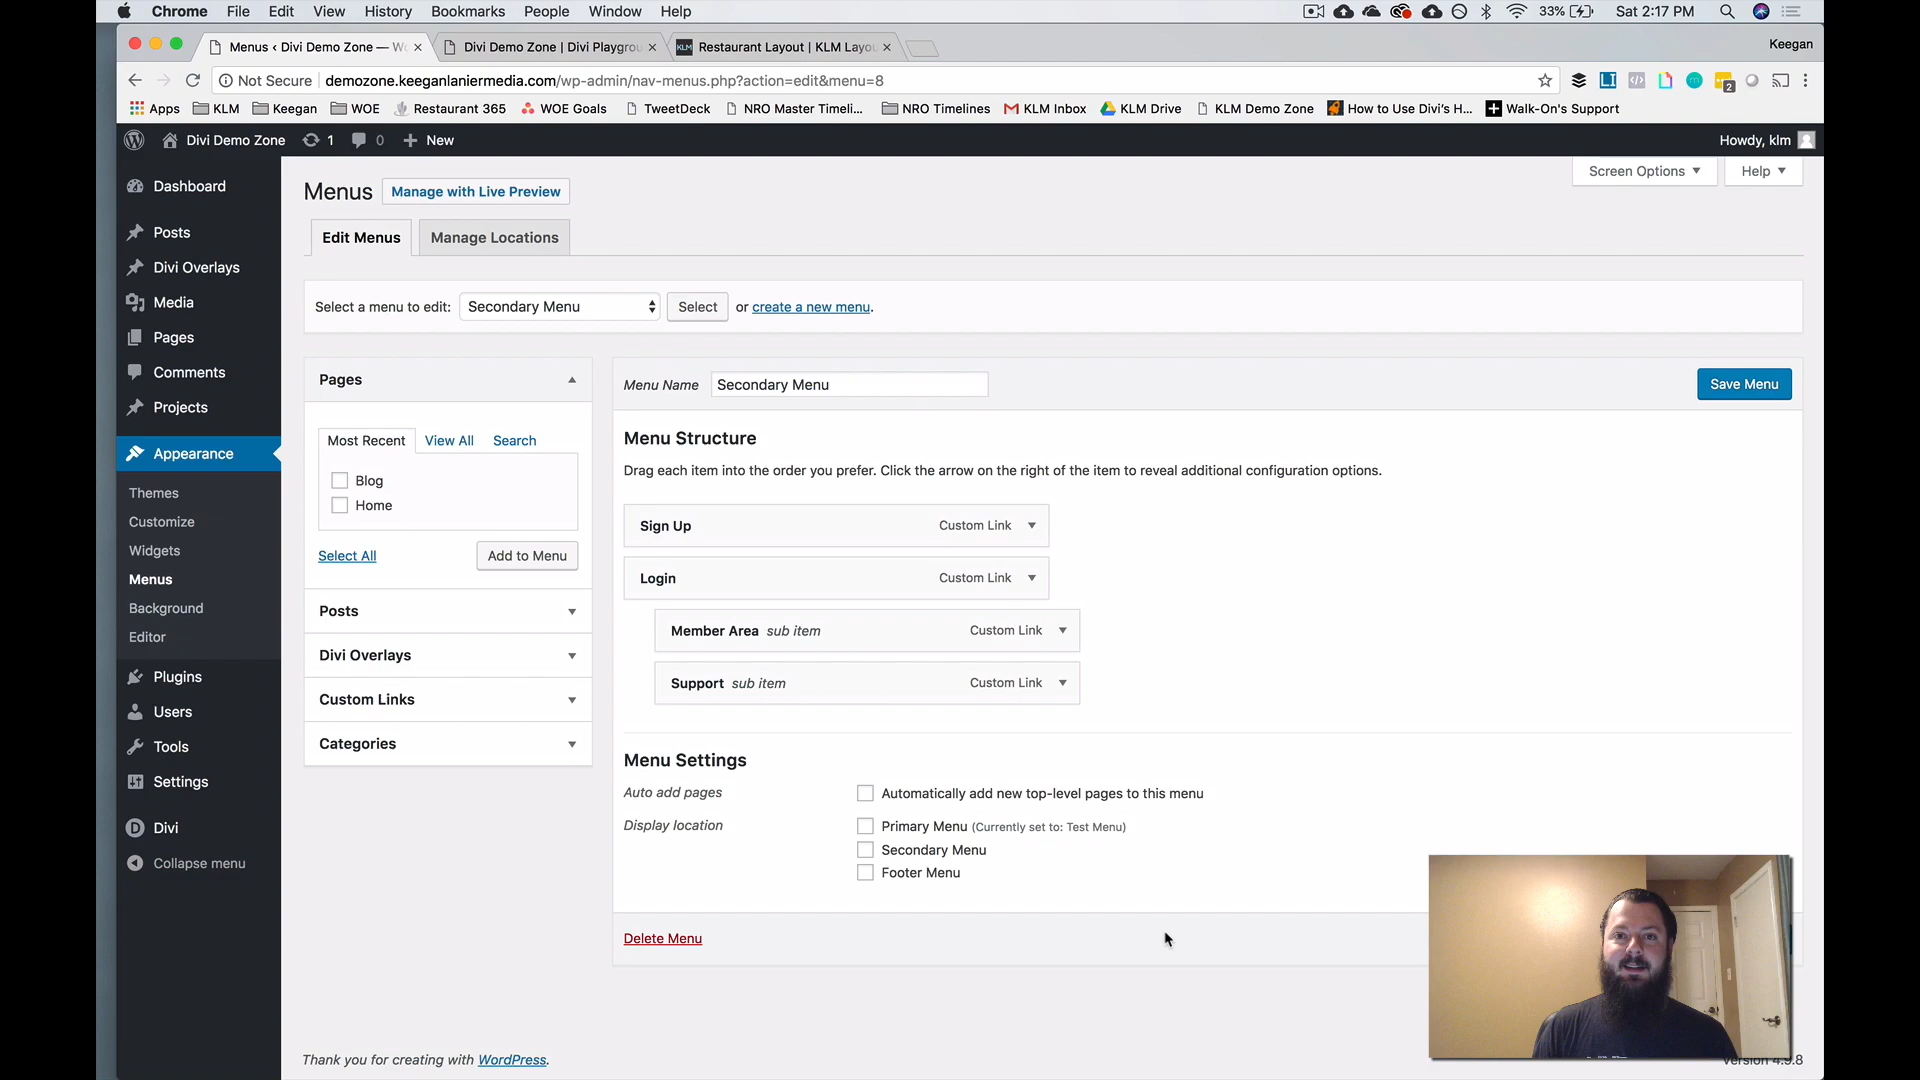 Chrome File Edit View History Bookmarks People Window Help 33% Sat 2:17 PM
Menus ‹ Divi Demo Zone — Wo Divi Demo Zone | Divi Playgrou Restaurant Layout | KLM Layou Keegan
Not Secure demozone.keeganlaniermedia.com/wp-admin/nav-menus.php?action=edit&menu=8
Apps KLM Keegan WOE Restaurant 365 WOE Goals TweetDeck NRO Master Timeli... NRO Timelines KLM Inbox KLM Drive KLM Demo Zone How to Use Divi's H... Walk-On's Support
Divi Demo Zone 1 0 New Howdy, klm
Screen Options Help
Menus Manage with Live Preview
Edit Menus Manage Locations
Select a menu to edit: Secondary Menu Select or create a new menu.
Dashboard
Posts
Divi Overlays
Media
Pages
Comments
Projects
Appearance
Themes
Customize
Widgets
Menus
Background
Editor
Plugins
Users
Tools
Settings
Divi
Collapse menu
Pages
Most Recent View All Search
Blog
Home
Select All Add to Menu
Posts
Divi Overlays
Custom Links
Categories
Menu Name Secondary Menu Save Menu
Menu Structure
Drag each item into the order you prefer. Click the arrow on the right of the item to reveal additional configuration options.
Sign Up Custom Link
Login Custom Link
Member Area sub item Custom Link
Support sub item Custom Link
Menu Settings
Auto add pages Automatically add new top-level pages to this menu
Display location Primary Menu (Currently set to: Test Menu)
Secondary Menu
Footer Menu
Delete Menu
Thank you for creating with WordPress.
Version 4.9.8